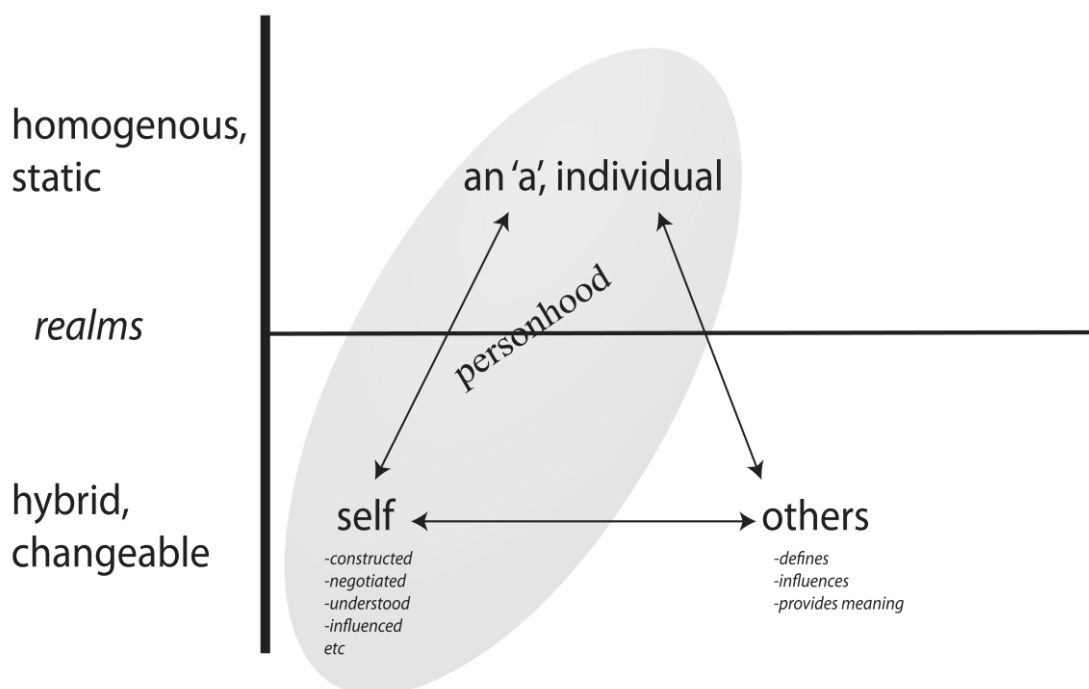 homogenous,
static
an ‘a’, individual
realms
personhood
hybrid,
changeable
self
-constructed
-negotiated
-understood
-influenced
etc
others
-defines
-influences
-provides meaning